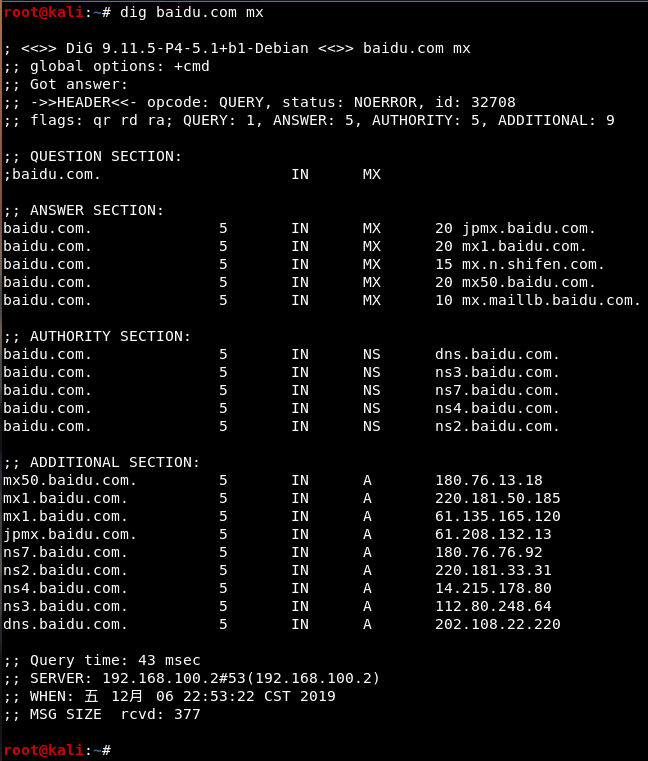 root@kali:~# dig baidu.com mx

; <<>> DiG 9.11.5-P4-5.1+b1-Debian <<>> baidu.com mx
;; global options: +cmd
;; Got answer:
;; ->>HEADER<<- opcode: QUERY, status: NOERROR, id: 32708
;; flags: qr rd ra; QUERY: 1, ANSWER: 5, AUTHORITY: 5, ADDITIONAL: 9

;; QUESTION SECTION:
;baidu.com.			IN	MX

;; ANSWER SECTION:
baidu.com.		5	IN	MX	20 jpmx.baidu.com.
baidu.com.		5	IN	MX	20 mx1.baidu.com.
baidu.com.		5	IN	MX	15 mx.n.shifen.com.
baidu.com.		5	IN	MX	20 mx50.baidu.com.
baidu.com.		5	IN	MX	10 mx.maillb.baidu.com.

;; AUTHORITY SECTION:
baidu.com.		5	IN	NS	dns.baidu.com.
baidu.com.		5	IN	NS	ns3.baidu.com.
baidu.com.		5	IN	NS	ns7.baidu.com.
baidu.com.		5	IN	NS	ns4.baidu.com.
baidu.com.		5	IN	NS	ns2.baidu.com.

;; ADDITIONAL SECTION:
mx50.baidu.com.		5	IN	A	180.76.13.18
mx1.baidu.com.		5	IN	A	220.181.50.185
mx1.baidu.com.		5	IN	A	61.135.165.120
jpmx.baidu.com.		5	IN	A	61.208.132.13
ns7.baidu.com.		5	IN	A	180.76.76.92
ns2.baidu.com.		5	IN	A	220.181.33.31
ns4.baidu.com.		5	IN	A	14.215.178.80
ns3.baidu.com.		5	IN	A	112.80.248.64
dns.baidu.com.		5	IN	A	202.108.22.220

;; Query time: 43 msec
;; SERVER: 192.168.100.2#53(192.168.100.2)
;; WHEN: 五 12月 06 22:53:22 CST 2019
;; MSG SIZE  rcvd: 377

root@kali:~#